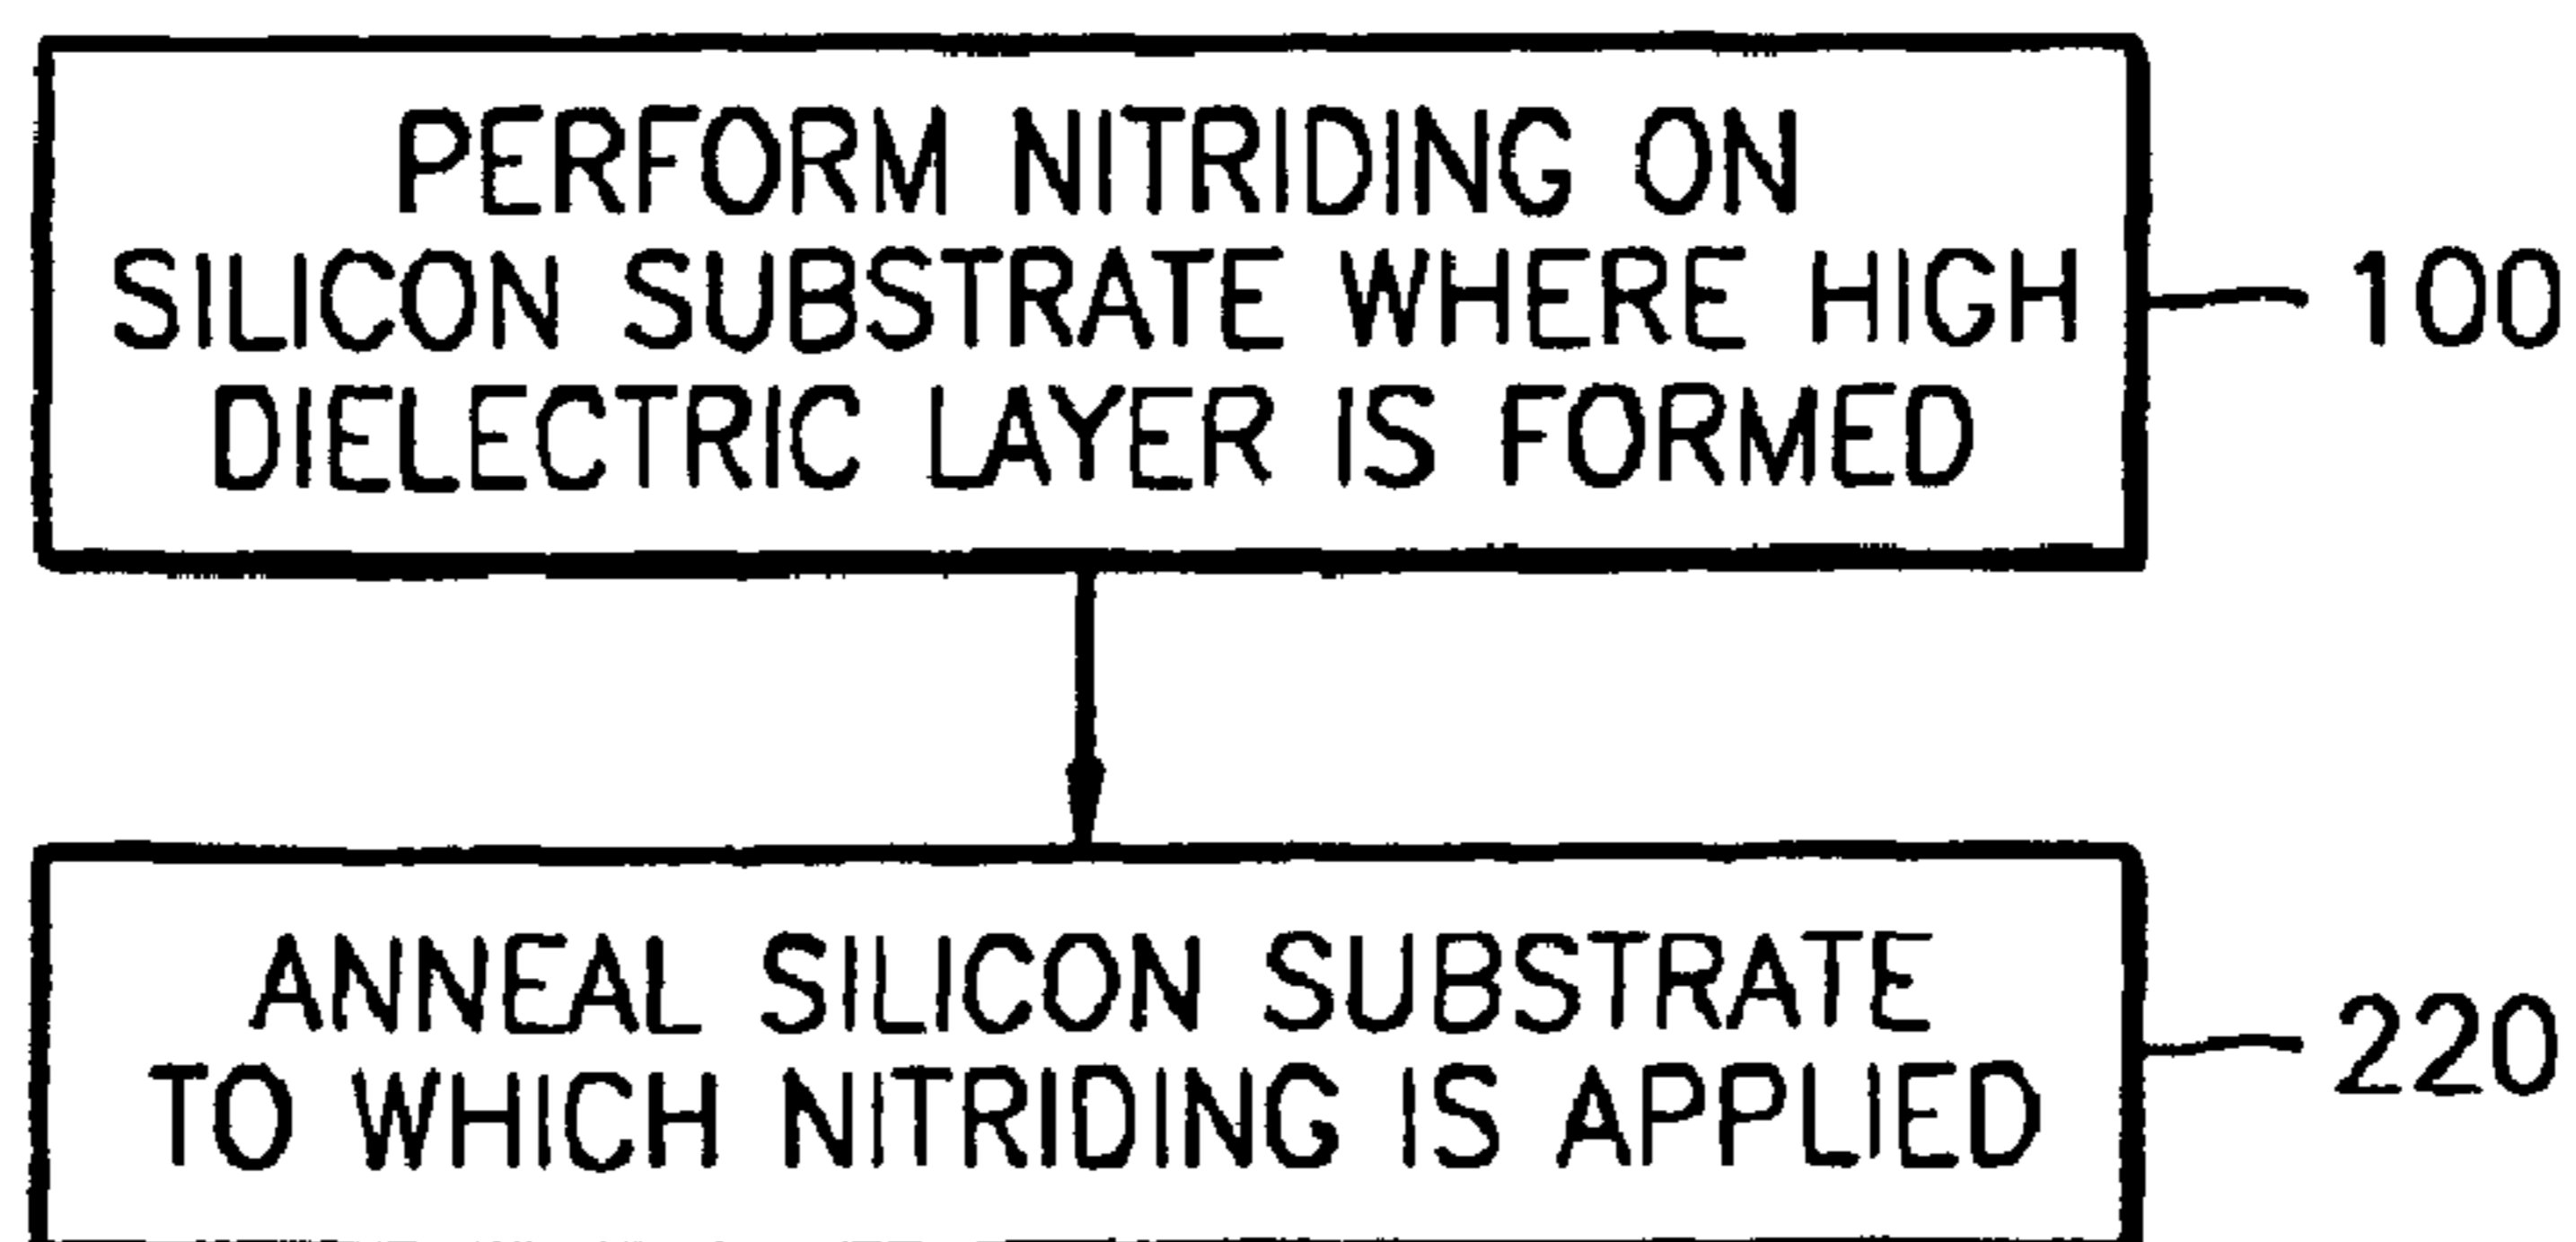 PERFORM NITRIDING ON
SILICON SUBSTRATE WHERE HIGH
DIELECTRIC LAYER IS FORMED
100
ANNEAL SILICON SUBSTRATE
TO WHICH NITRIDING IS APPLIED
220